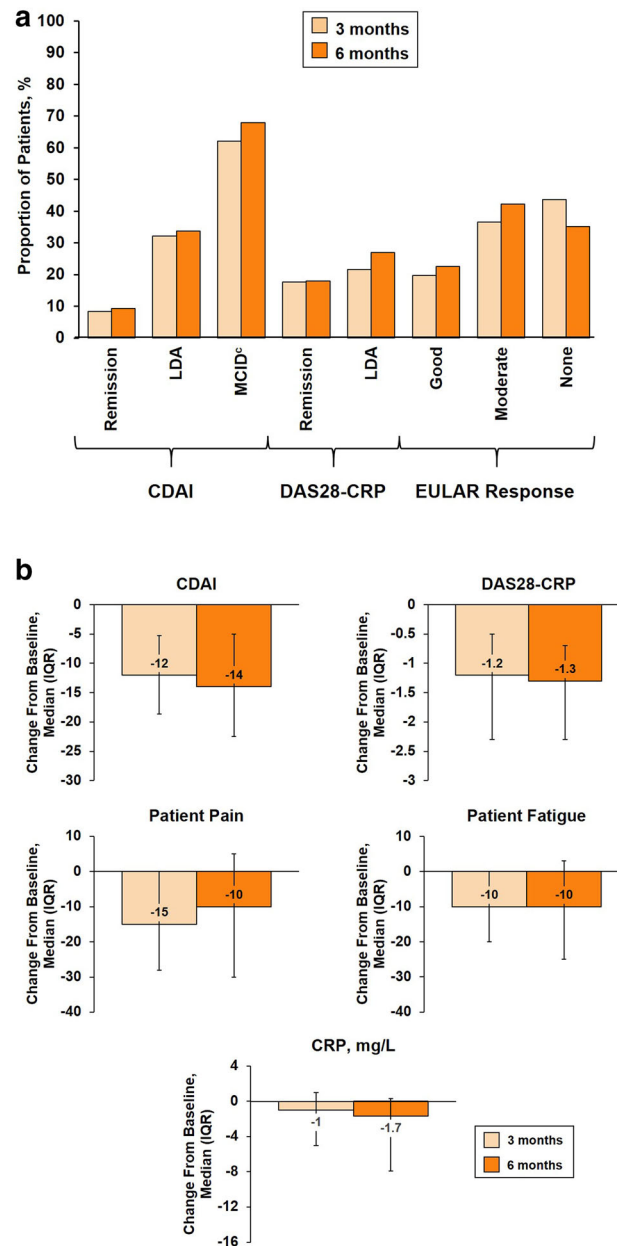 a
3 months
6 months
Proportion of Patients, %
100
90
80
70
60
50
40
30
20
10
0
Remission
LDA
MCIDᶜ
Remission
LDA
Good
Moderate
None
CDAI
DAS28-CRP
EULAR Response
b
CDAI
Change From Baseline,
Median (IQR)
0
-5
-10
-15
-20
-25
-30
-12
-14
DAS28-CRP
Change From Baseline,
Median (IQR)
0
-0.5
-1
-1.5
-2
-2.5
-3
-1.2
-1.3
Patient Pain
Change From Baseline,
Median (IQR)
10
0
-10
-20
-30
-40
-15
-10
Patient Fatigue
Change From Baseline,
Median (IQR)
10
0
-10
-20
-30
-40
-10
-10
CRP, mg/L
Change From Baseline,
Median (IQR)
4
0
-4
-8
-12
-16
-1
-1.7
3 months
6 months